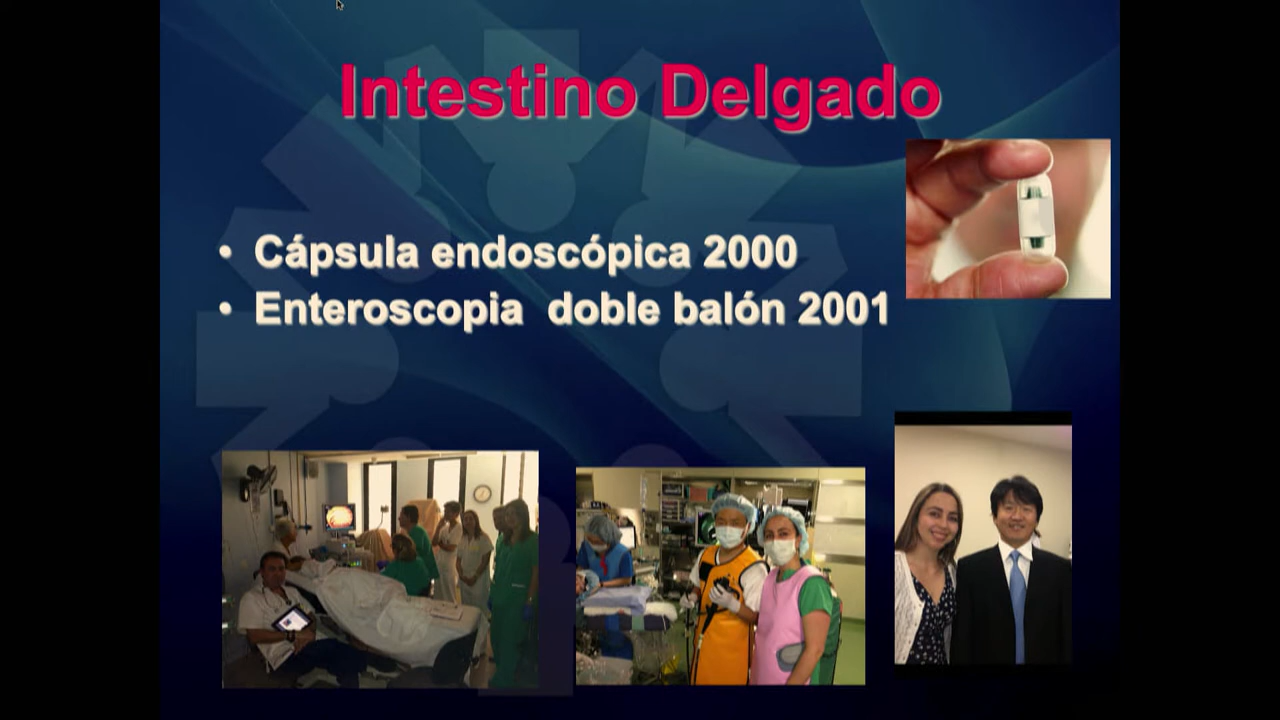 Intestino Delgado
• Cápsula endoscópica 2000
• Enteroscopia doble balón 2001